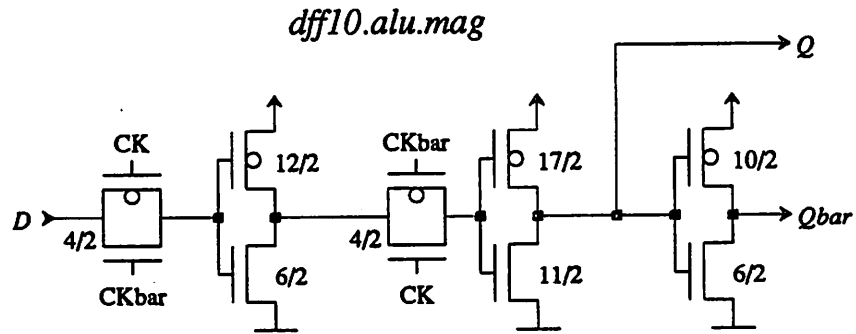 dff10.alu.mag
Q
CK
12/2
CKbar
17/2
10/2
D
4/2
4/2
Qbar
CKbar
6/2
CK
11/2
6/2